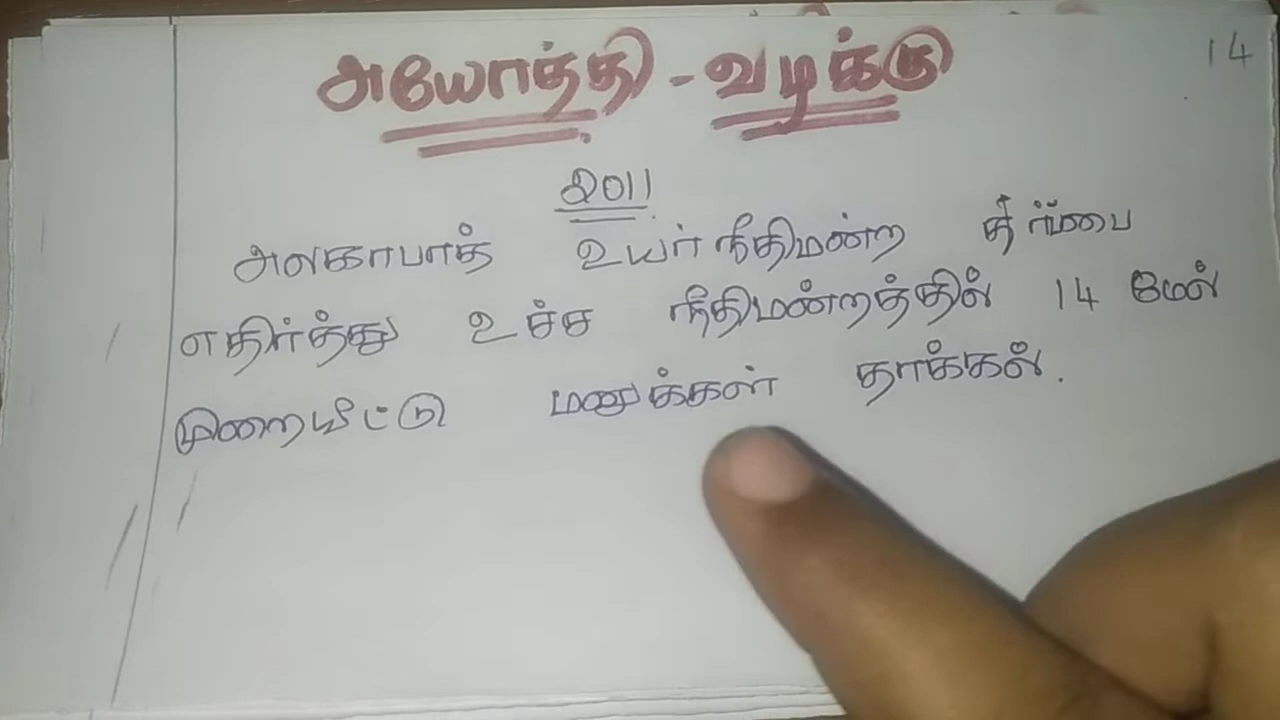 14
அயோத்தி - வழக்கு
2011
அலகாபாத் உயர் நீதிமன்ற தீர்ப்பை
எதிர்த்து உச்ச நீதிமன்றத்தில் 14 மேல்
முறையீட்டு மனுக்கள் தாக்கல்.